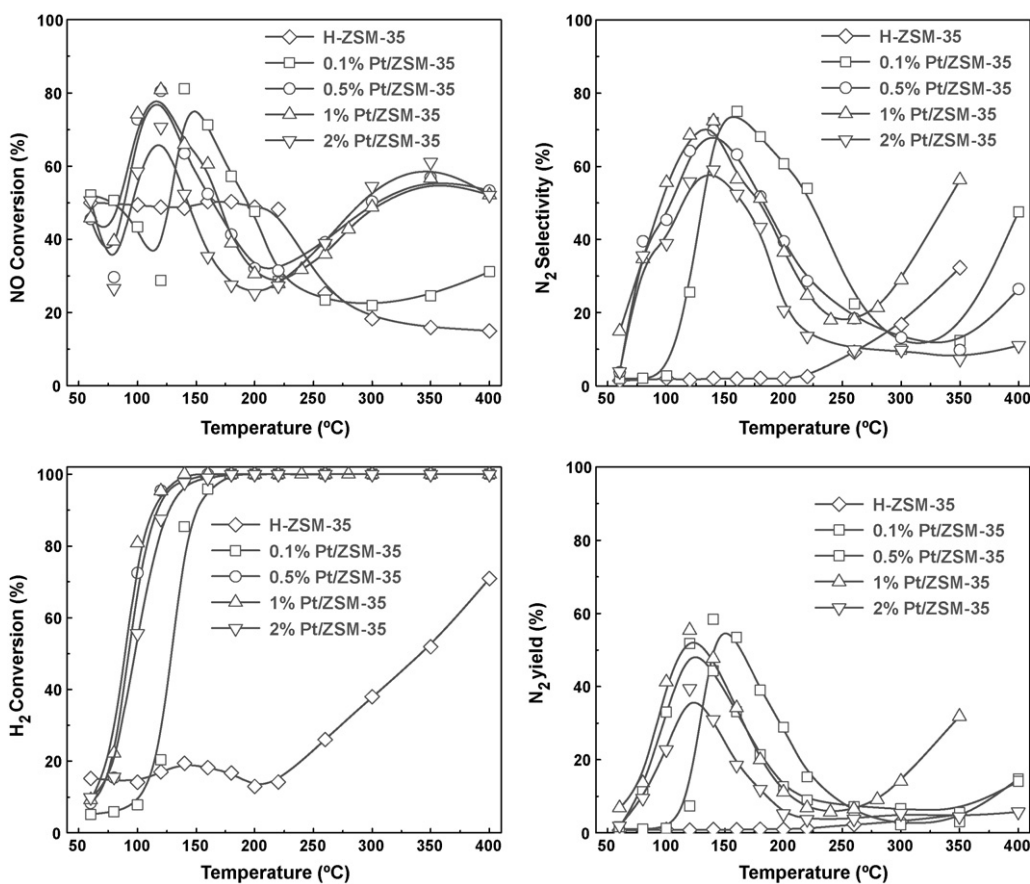 100
80
60
40
20
0
NO Conversion (%)
H-ZSM-35
0.1% Pt/ZSM-35
0.5% Pt/ZSM-35
1% Pt/ZSM-35
2% Pt/ZSM-35
50 100 150 200 250 300 350 400
Temperature (ºC)
100
80
60
40
20
0
N2 Selectivity (%)
H-ZSM-35
0.1% Pt/ZSM-35
0.5% Pt/ZSM-35
1% Pt/ZSM-35
2% Pt/ZSM-35
50 100 150 200 250 300 350 400
Temperature (ºC)
100
80
60
40
20
0
H2 Conversion (%)
H-ZSM-35
0.1% Pt/ZSM-35
0.5% Pt/ZSM-35
1% Pt/ZSM-35
2% Pt/ZSM-35
50 100 150 200 250 300 350 400
Temperature (ºC)
100
80
60
40
20
0
N2 yield (%)
H-ZSM-35
0.1% Pt/ZSM-35
0.5% Pt/ZSM-35
1% Pt/ZSM-35
2% Pt/ZSM-35
50 100 150 200 250 300 350 400
Temperature (ºC)